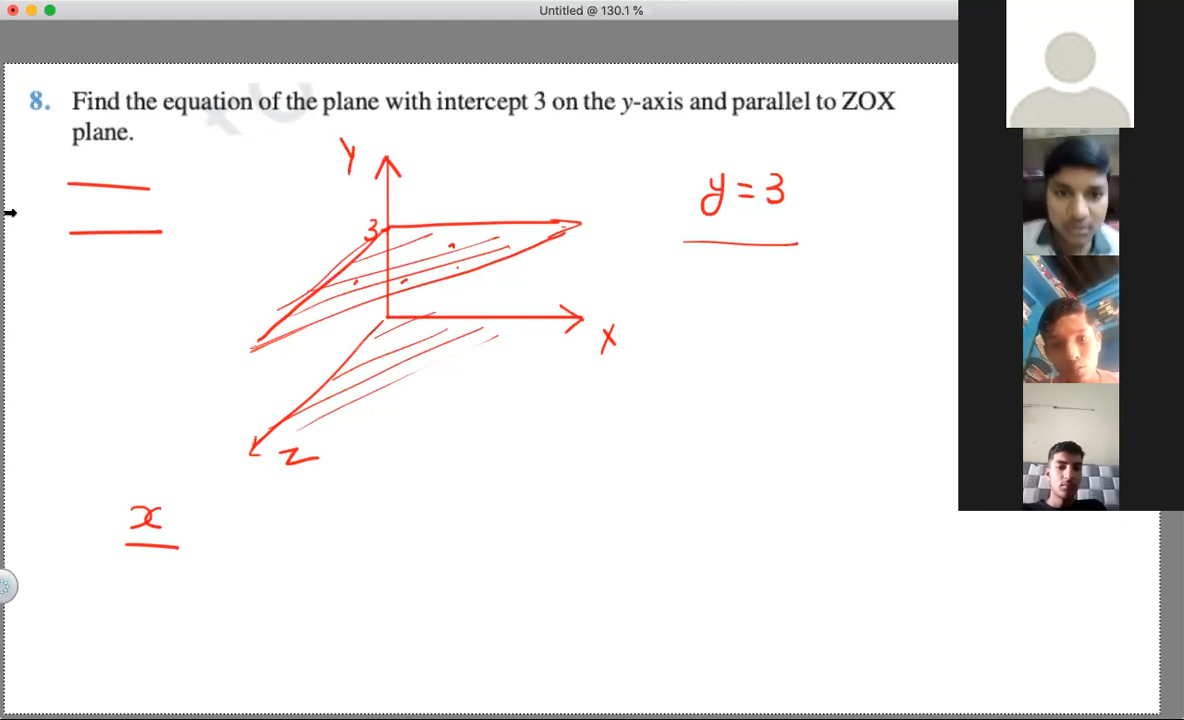 Untitled @ 130.1 %
8. Find the equation of the plane with intercept 3 on the y-axis and parallel to ZOX
plane.
Y
y = 3
3
X
Z
x